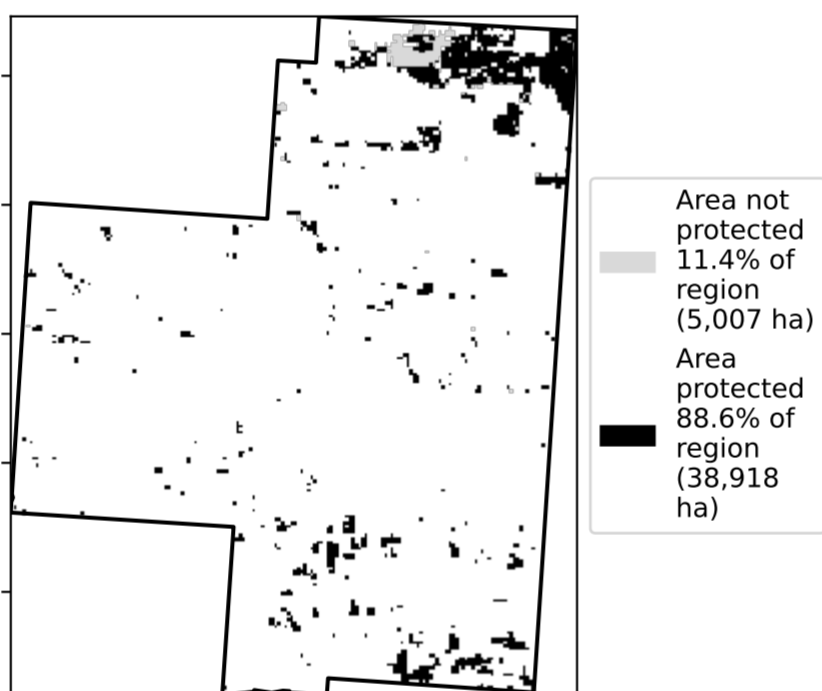 Area not
protected
11.4% of
region
(5,007 ha)
Area
protected
88.6% of
region
(38,918
ha)